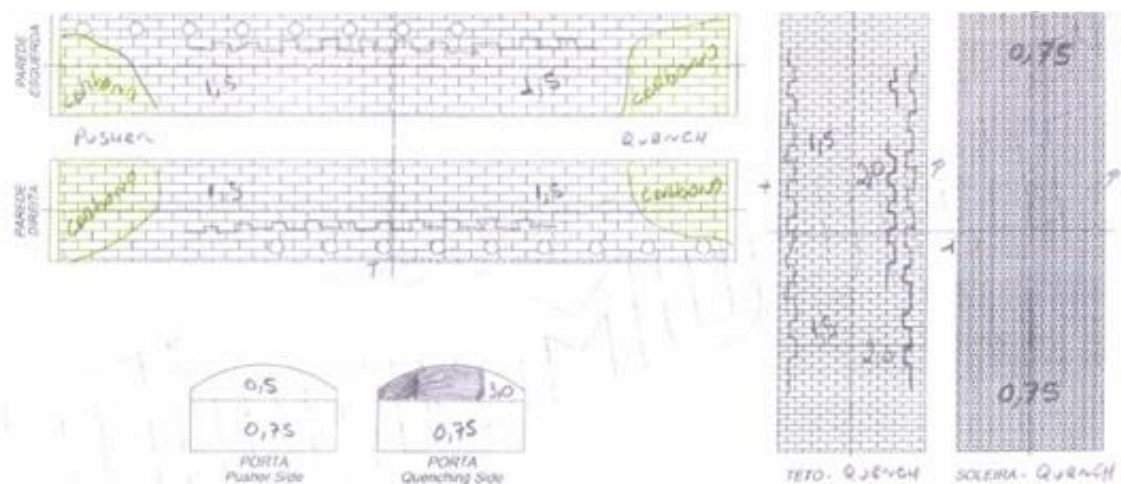 PAREDE
ESQUERDA
carbono
1,5
1,5
carbono
PUSHER
QUENCH
PAREDE
DIREITA
carbono
1,5
1,5
carbono
0,5
0,75
PORTA
Pusher Side
3,0
0,75
PORTA
Quenching Side
1,5
2,0
1,5
2,0
TETO - QUENCH
0,75
0,75
SOLEIRA - QUENCH